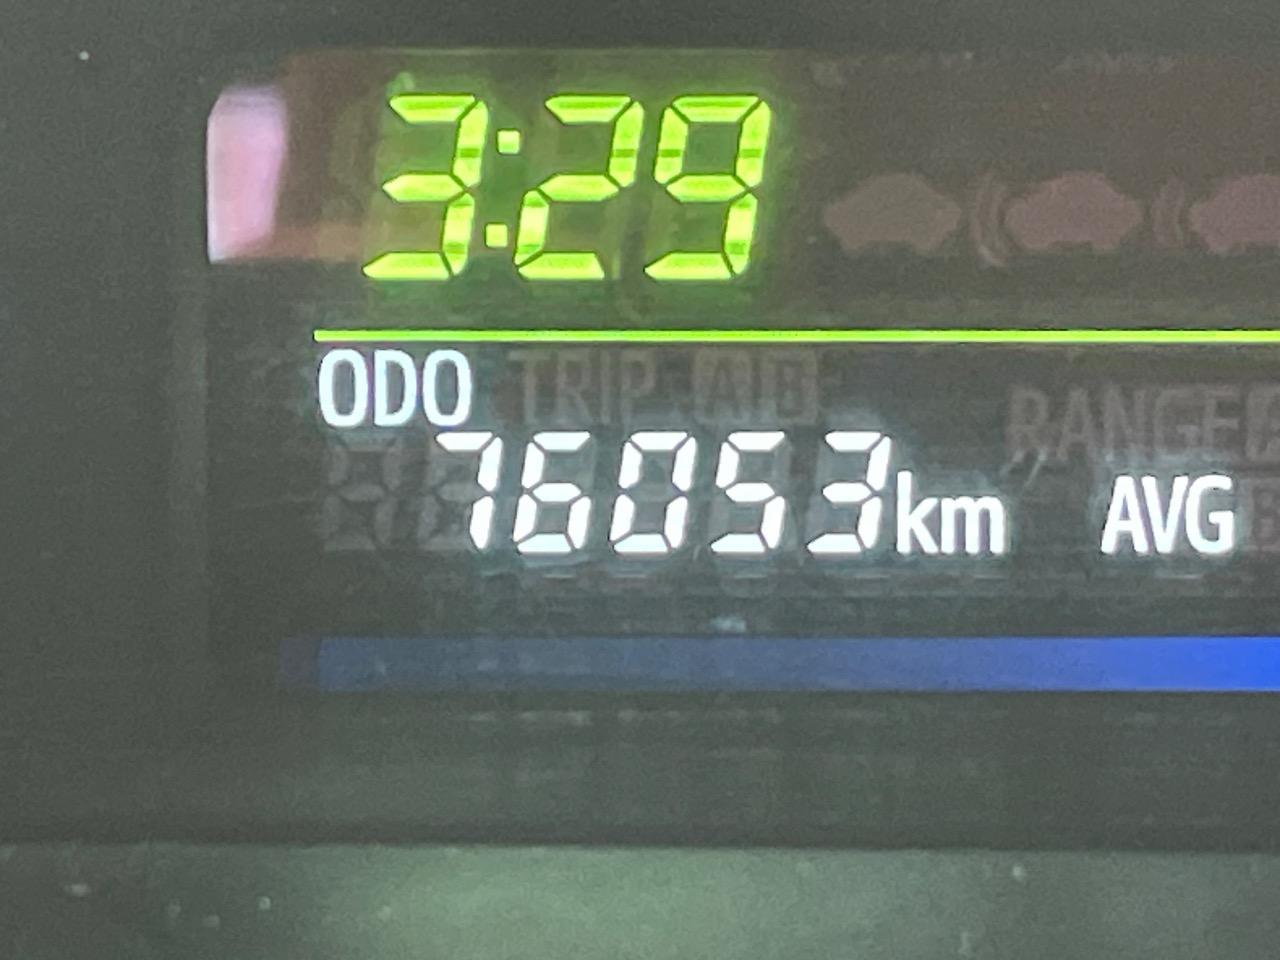 3:29
ODO TRIP A B
RANGE
76053km AVG